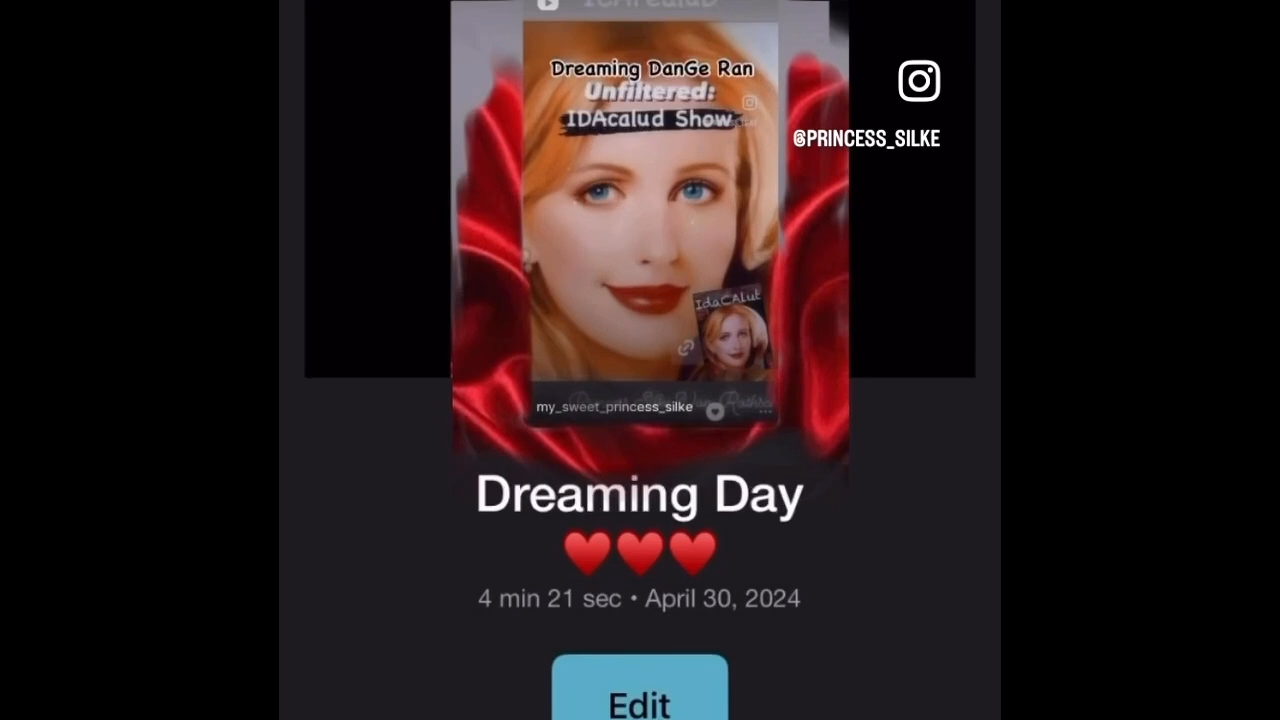 Dreaming DanGe Ran
Unfiltered:
IDAcalud Show
@PRINCESS_SILKE
IdaCALut
my_sweet_princess_silke
Dreaming Day
♥️♥️♥️
4 min 21 sec • April 30, 2024
Edit